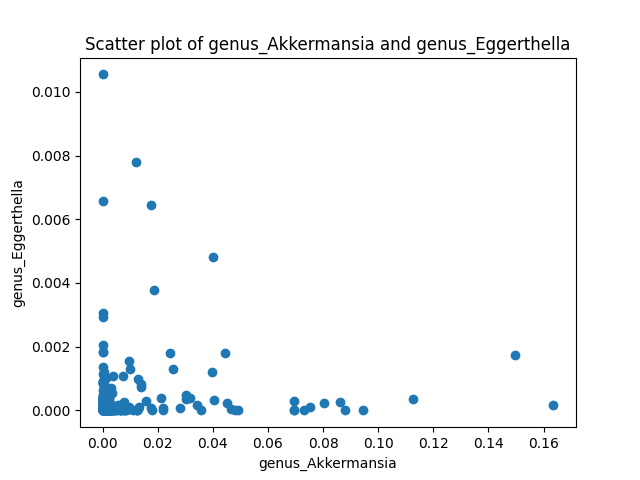 Scatter plot of genus_Akkermansia and genus_Eggerthella
0.010
0.008
0.006
0.004
0.002
0.000
genus_Eggerthella
0.00 0.02 0.04 0.06 0.08 0.10 0.12 0.14 0.16
genus_Akkermansia